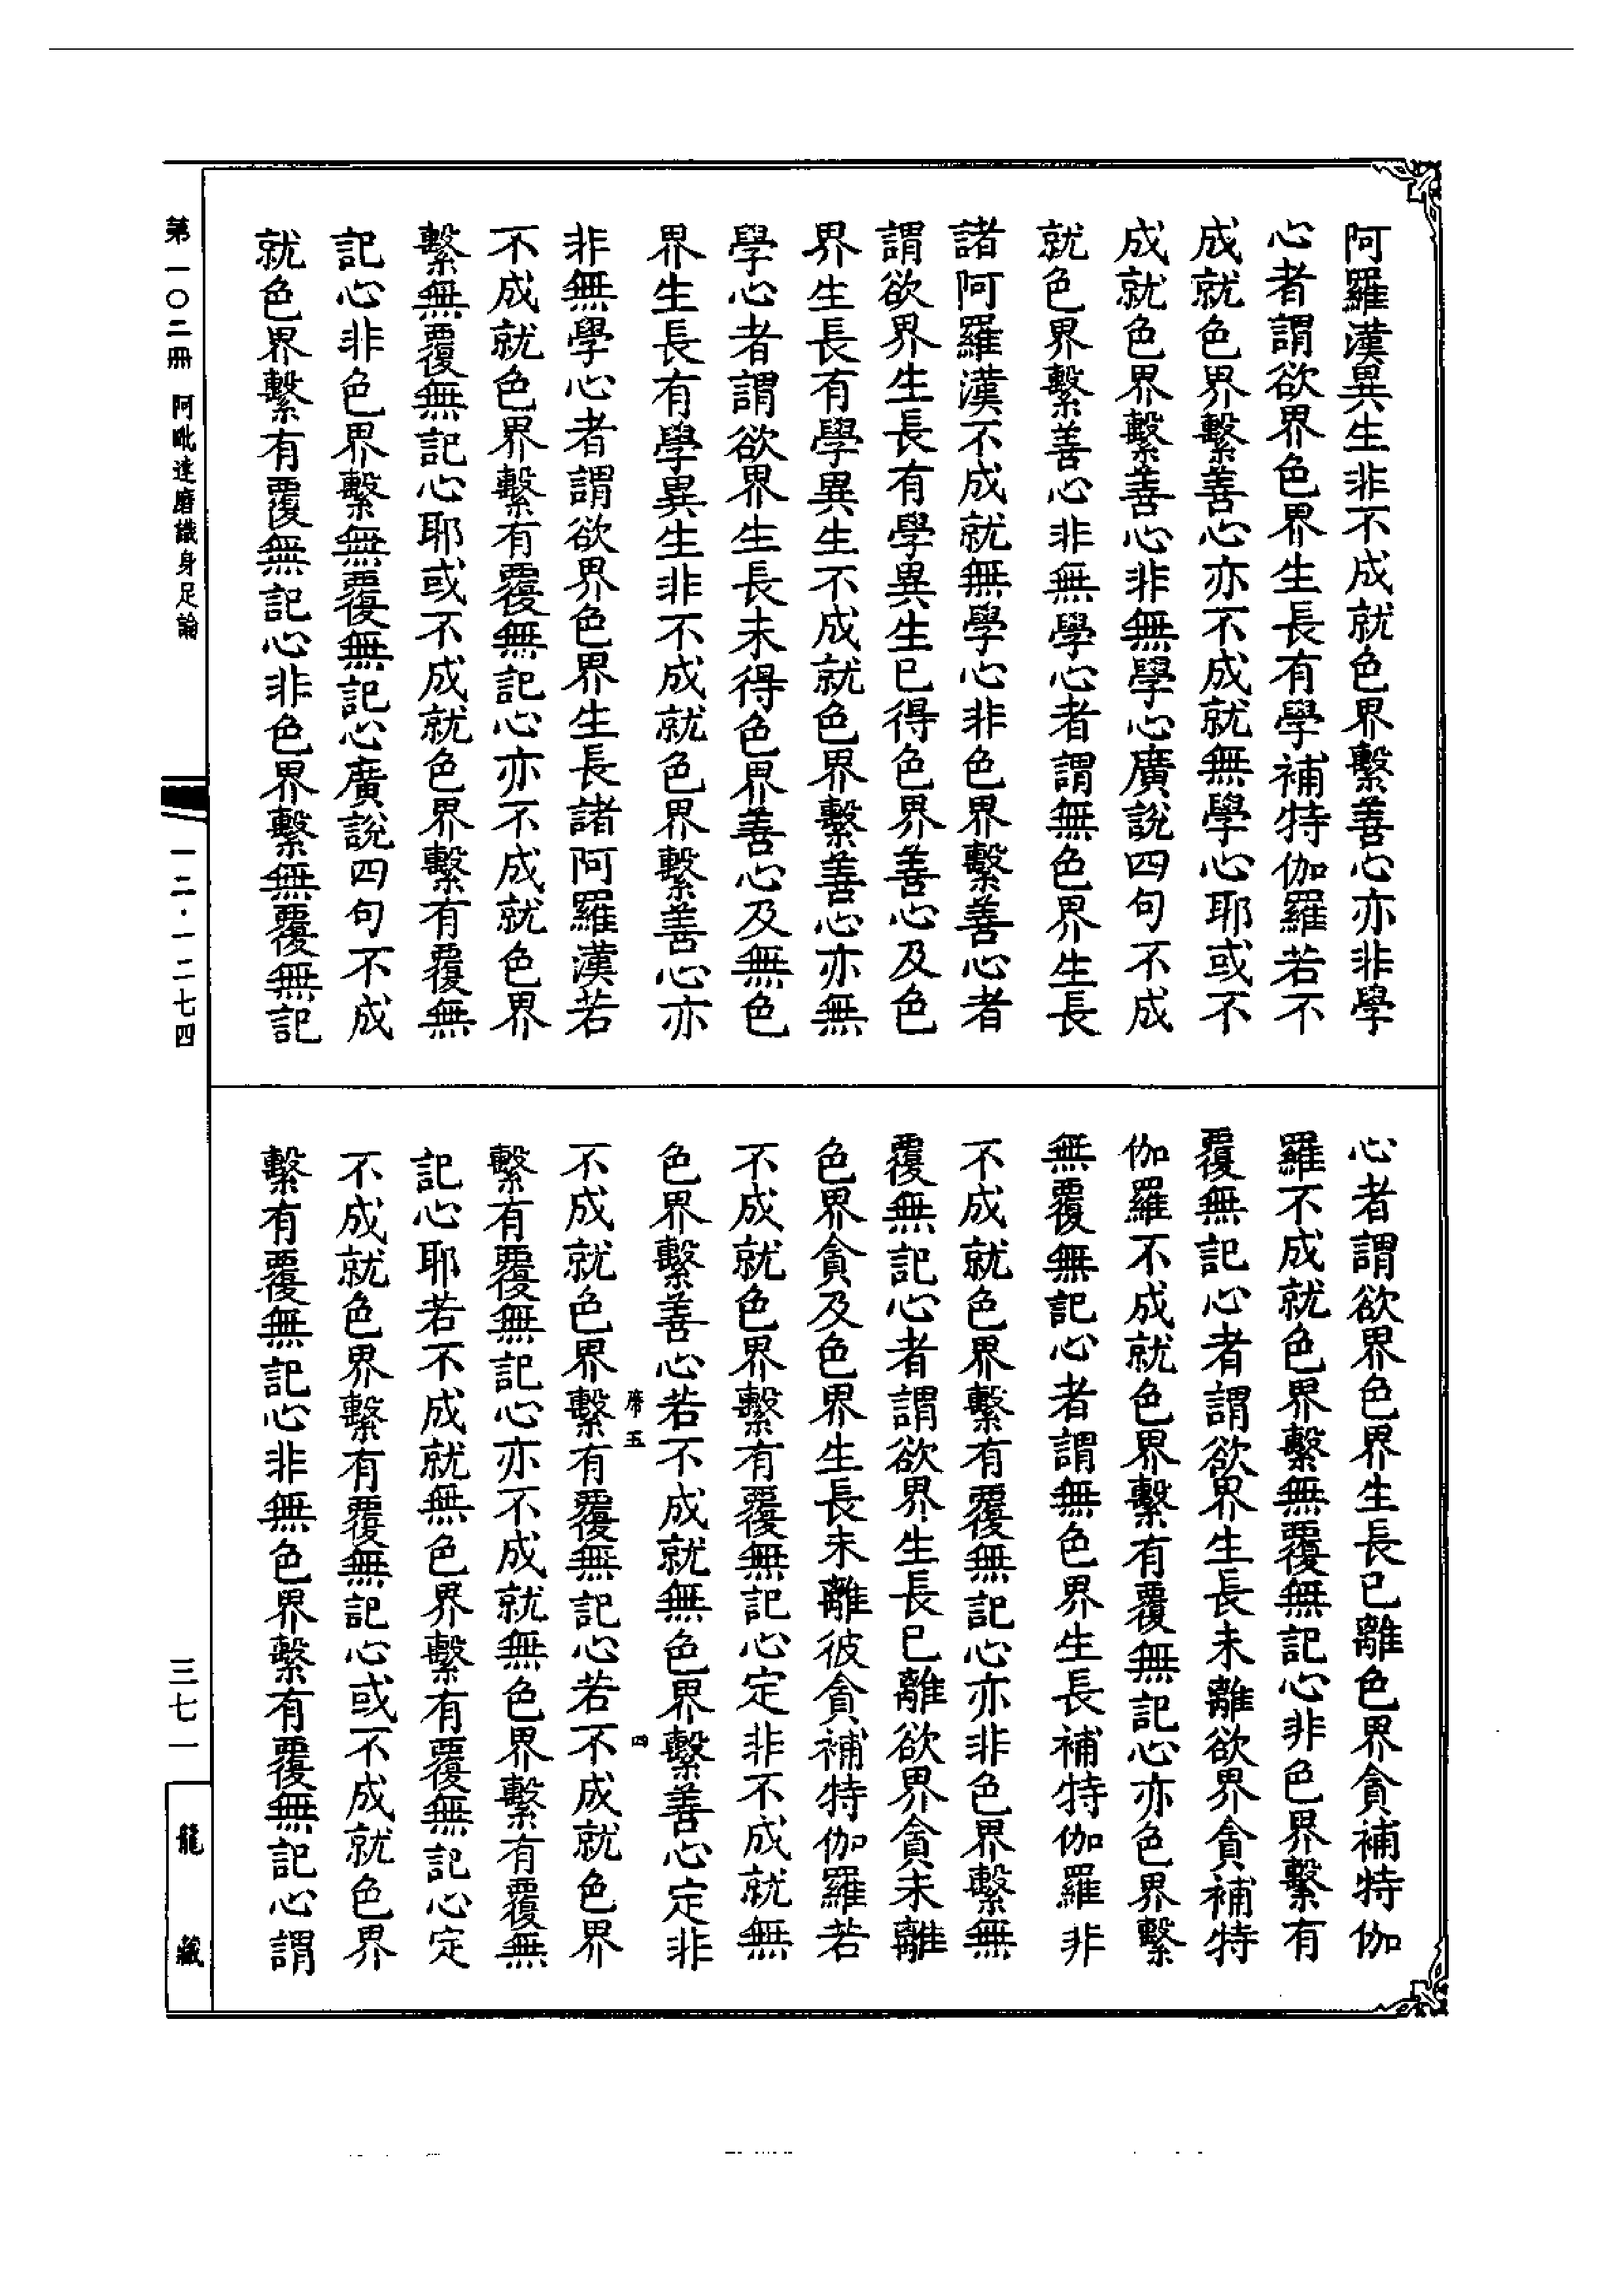 阿羅漢異生非不成就色界繫善心亦非學
心者謂欲界色界生長有學補特伽羅若不
成就色界繫善心亦不成就無學心耶或不
成就色界繫善心非無學心廣說四句不成
就色界繫善心非無學心者謂無色界生長
諸阿羅漢不成就無學心非色界繫善心者
謂欲界生長有學異生已得色界善心及色
界生長有學異生不成就色界繫善心亦無
學心者謂欲界生長未得色界善心及無色
界生長有學異生非不成就色界繫善心亦
非無學心者謂欲界色界生長諸阿羅漢若
不成就色界繫有覆無記心亦不成就色界
繫無覆無記心耶或不成就色界繫有覆無
記心非色界繫無覆無記心廣說四句不成
就色界繫有覆無記心非色界繫無覆無記
心者謂欲界色界生長已離色界貪補特伽
羅不成就色界繫無覆無記心非色界繫有
覆無記心者謂欲界生長未離欲界貪補特
伽羅不成就色界繫有覆無記心亦色界繫
無覆無記心者謂無色界生長補特伽羅非
不成就色界繫有覆無記心亦非色界繫無
覆無記心者謂欲界生長已離欲界貪未離
色界貪及色界生長未離彼貪補特伽羅若
不成就色界繫有覆無記心定非不成就無
色界繫善心若不成就無色界繫善心定非
席五 四
不成就色界繫有覆無記心若不成就色界
繫有覆無記心亦不成就無色界繫有覆無
記心耶若不成就無色界繫有覆無記心定
不成就色界繫有覆無記心或不成就色界
繫有覆無記心非無色界繫有覆無記心謂
第一〇二冊 阿毗達磨識身足論
一二·一二七四
三七一
龍藏